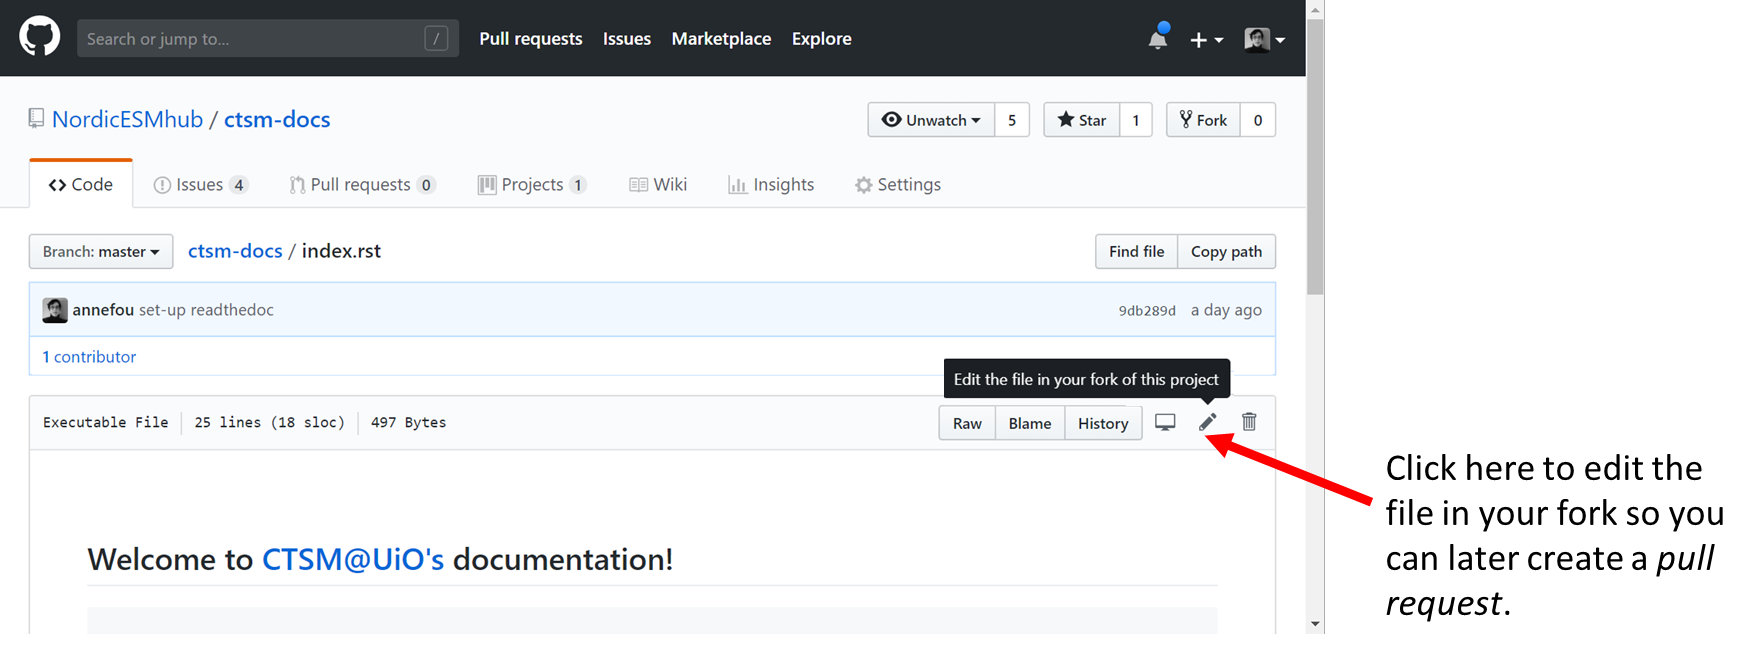 Search or jump to... /
Pull requests Issues Marketplace Explore
NordicESMhub / ctsm-docs
Unwatch 5 Star 1 Fork 0
Code Issues 4 Pull requests 0 Projects 1 Wiki Insights Settings
Branch: master ctsm-docs / index.rst Find file Copy path
annefou set-up readthedoc 9db289d a day ago
1 contributor
Edit the file in your fork of this project
Executable File 25 lines (18 sloc) 497 Bytes Raw Blame History
Welcome to CTSM@UiO's documentation!
Click here to edit the
file in your fork so you
can later create a pull
request.